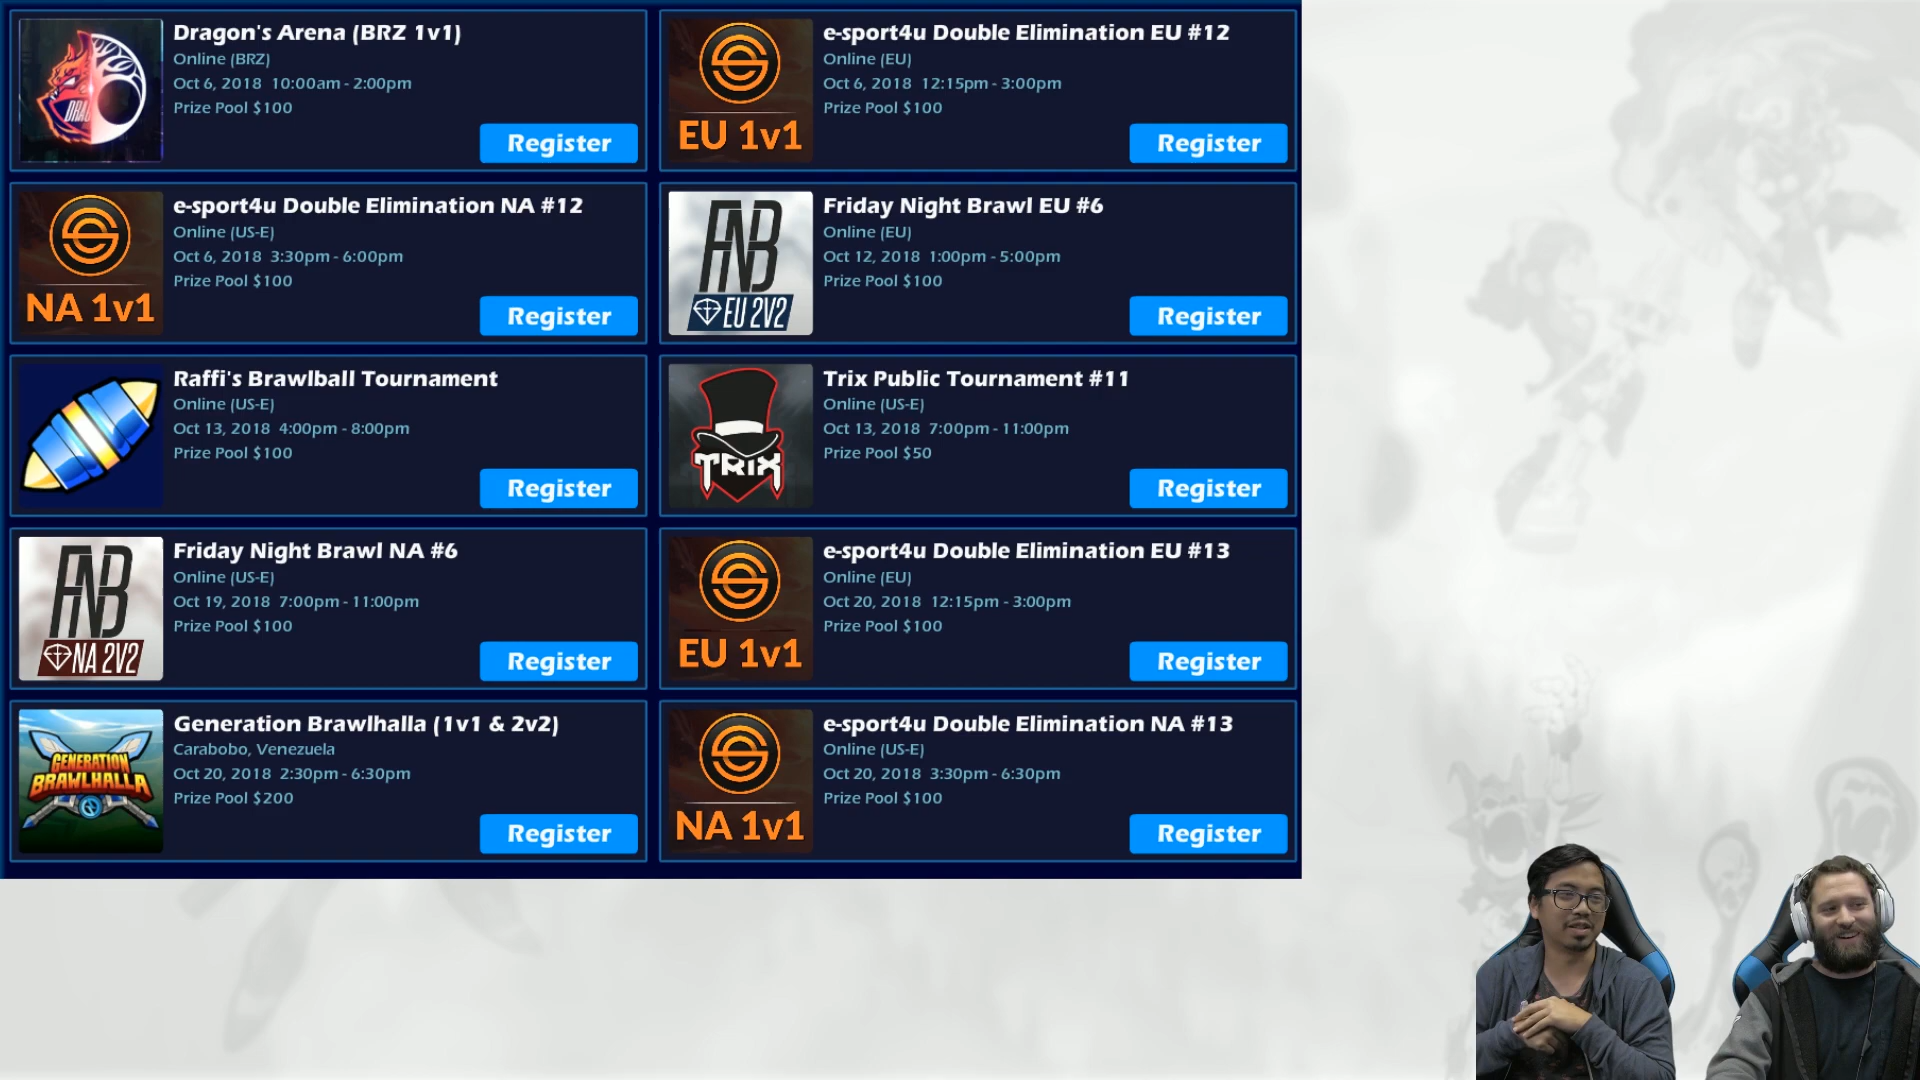 Dragon's Arena (BRZ 1v1)
Online (BRZ)
Oct 6, 2018 10:00am - 2:00pm
Prize Pool $100
Register
e-sport4u Double Elimination EU #12
Online (EU)
Oct 6, 2018 12:15pm - 3:00pm
Prize Pool $100
EU 1v1
Register
e-sport4u Double Elimination NA #12
Online (US-E)
Oct 6, 2018 3:30pm - 6:00pm
Prize Pool $100
NA 1v1
Register
Friday Night Brawl EU #6
Online (EU)
Oct 12, 2018 1:00pm - 5:00pm
Prize Pool $100
FNB
EU 2V2
Register
Raffi's Brawlball Tournament
Online (US-E)
Oct 13, 2018 4:00pm - 8:00pm
Prize Pool $100
Register
Trix Public Tournament #11
Online (US-E)
Oct 13, 2018 7:00pm - 11:00pm
Prize Pool $50
TRIX
Register
Friday Night Brawl NA #6
Online (US-E)
Oct 19, 2018 7:00pm - 11:00pm
Prize Pool $100
FNB
NA 2V2
Register
e-sport4u Double Elimination EU #13
Online (EU)
Oct 20, 2018 12:15pm - 3:00pm
Prize Pool $100
EU 1v1
Register
Generation Brawlhalla (1v1 & 2v2)
Carabobo, Venezuela
Oct 20, 2018 2:30pm - 6:30pm
Prize Pool $200
GENERATION
BRAWLHALLA
Register
e-sport4u Double Elimination NA #13
Online (US-E)
Oct 20, 2018 3:30pm - 6:30pm
Prize Pool $100
NA 1v1
Register